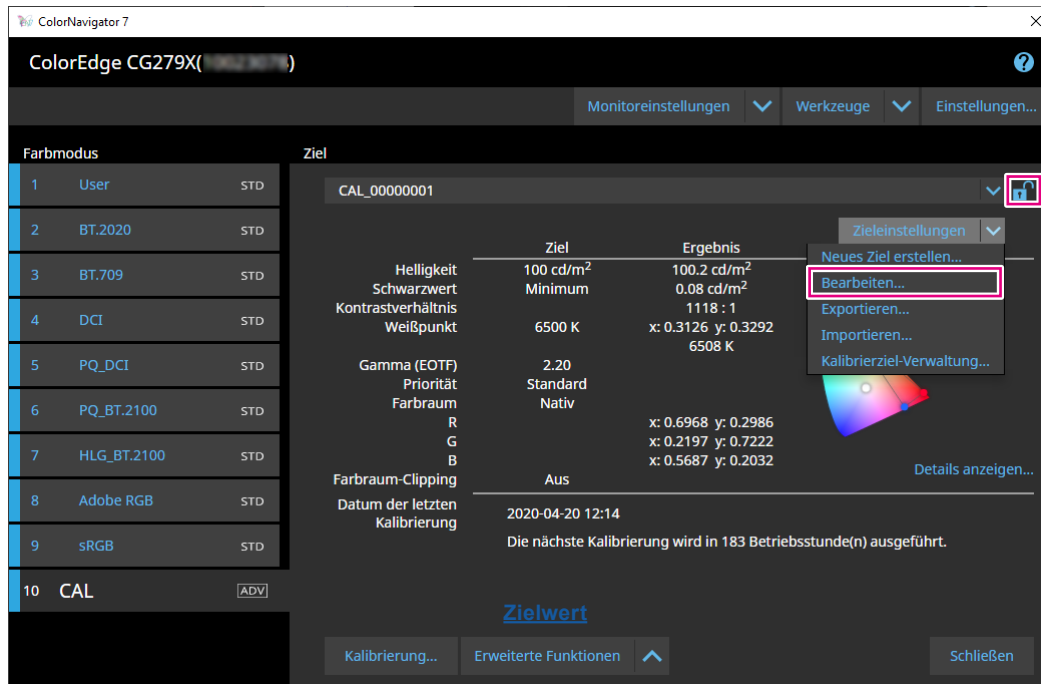 ColorNavigator 7
ColorEdge CG279X( )
Monitoreinstellungen Werkzeuge Einstellungen...
Farbmodus
1 User STD
2 BT.2020 STD
3 BT.709 STD
4 DCI STD
5 PQ_DCI STD
6 PQ_BT.2100 STD
7 HLG_BT.2100 STD
8 Adobe RGB STD
9 sRGB STD
10 CAL ADV
Ziel
CAL_00000001
Zieleinstellungen
Neues Ziel erstellen...
Bearbeiten...
Exportieren...
Importieren...
Kalibrierziel-Verwaltung...
Ziel Ergebnis
Helligkeit 100 cd/m² 100.2 cd/m²
Schwarzwert Minimum 0.08 cd/m²
Kontrastverhältnis 1118 : 1
Weißpunkt 6500 K x: 0.3126 y: 0.3292
6508 K
Gamma (EOTF) 2.20
Priorität Standard
Farbraum Nativ
R x: 0.6968 y: 0.2986
G x: 0.2197 y: 0.7222
B x: 0.5687 y: 0.2032
Farbraum-Clipping Aus
Details anzeigen...
Datum der letzten
Kalibrierung
2020-04-20 12:14
Die nächste Kalibrierung wird in 183 Betriebsstunde(n) ausgeführt.
Zielwert
Kalibrierung... Erweiterte Funktionen Schließen